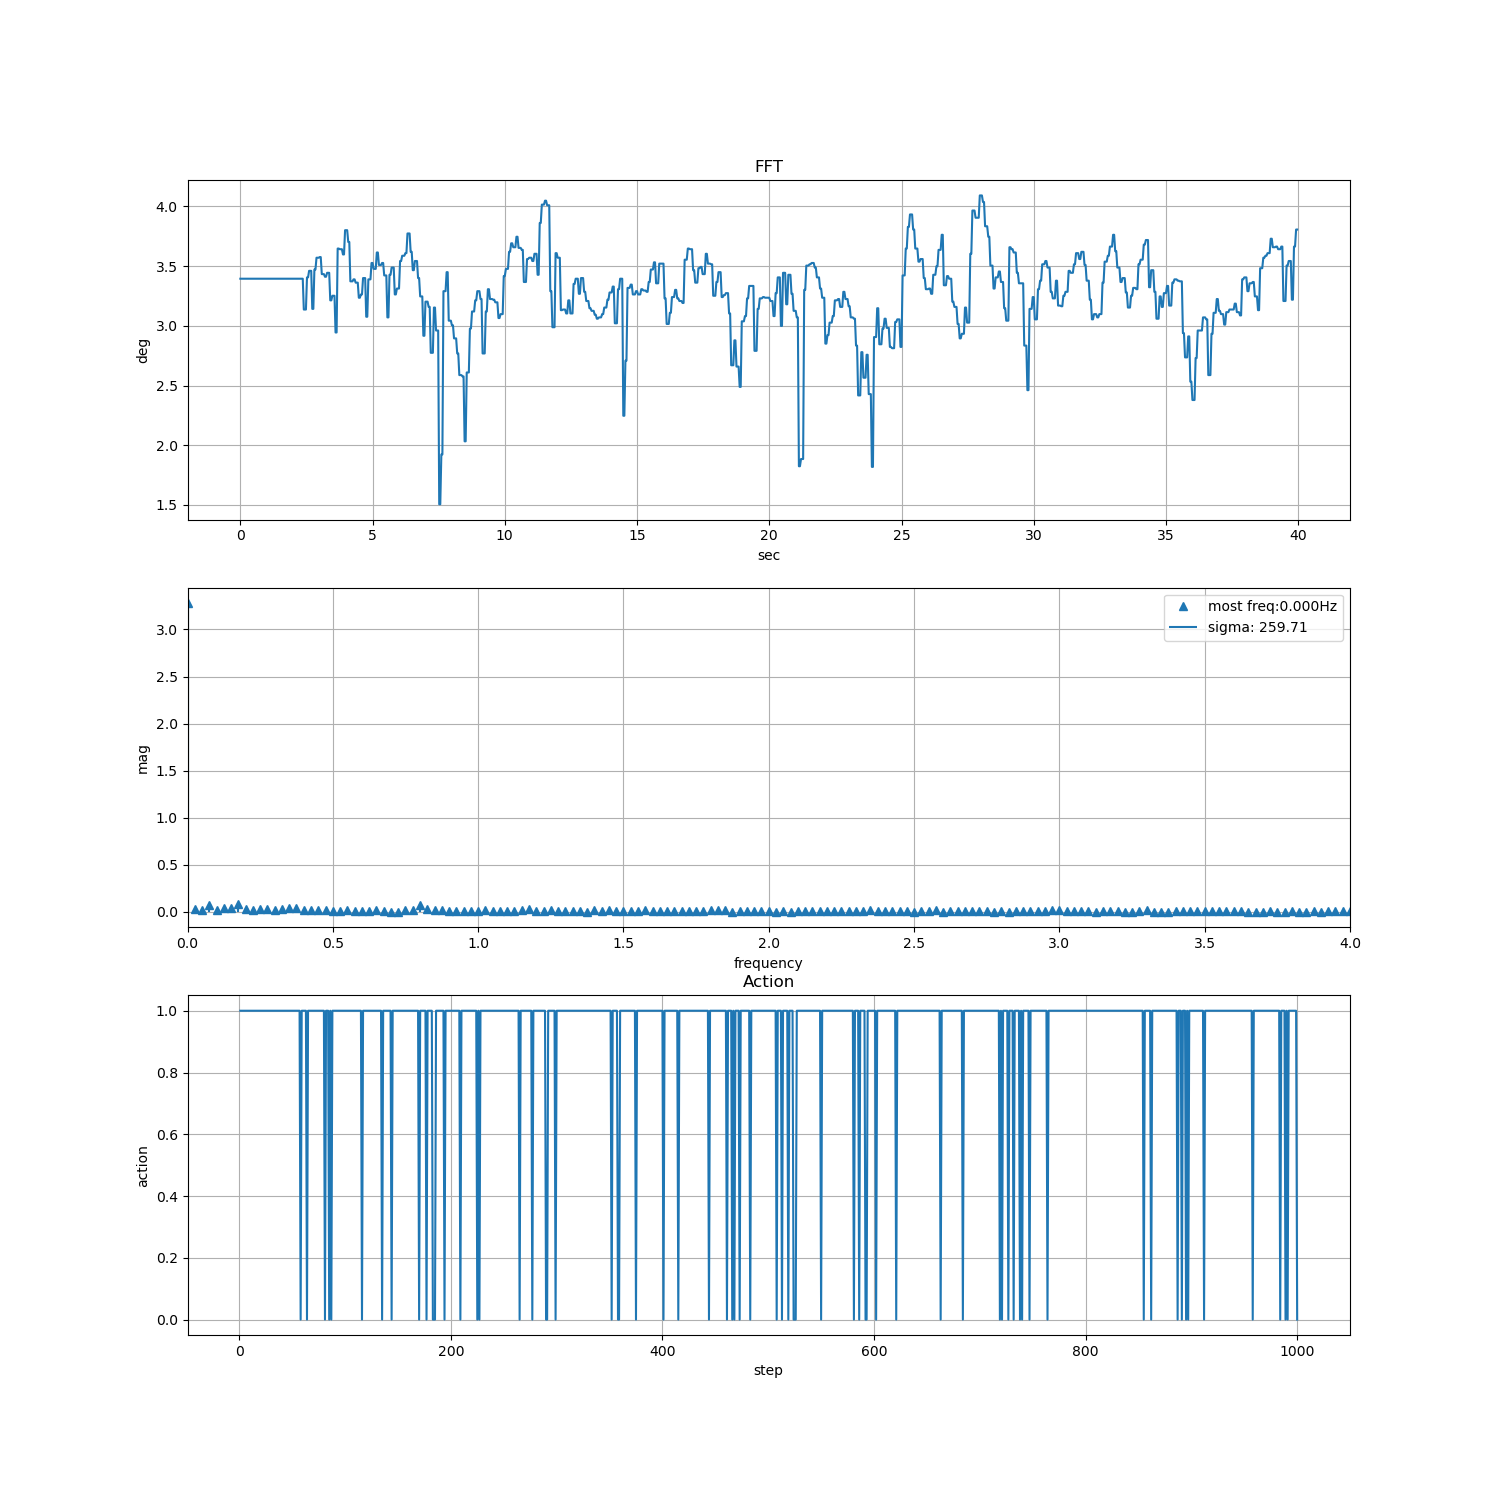 FFT
4.0
3.5
3.0
2.5
2.0
1.5
deg
0 5 10 15 20 25 30 35 40
sec
most freq:0.000Hz
sigma: 259.71
3.0
2.5
2.0
1.5
1.0
0.5
0.0
mag
0.0 0.5 1.0 1.5 2.0 2.5 3.0 3.5 4.0
frequency
Action
1.0
0.8
0.6
0.4
0.2
0.0
action
0 200 400 600 800 1000
step